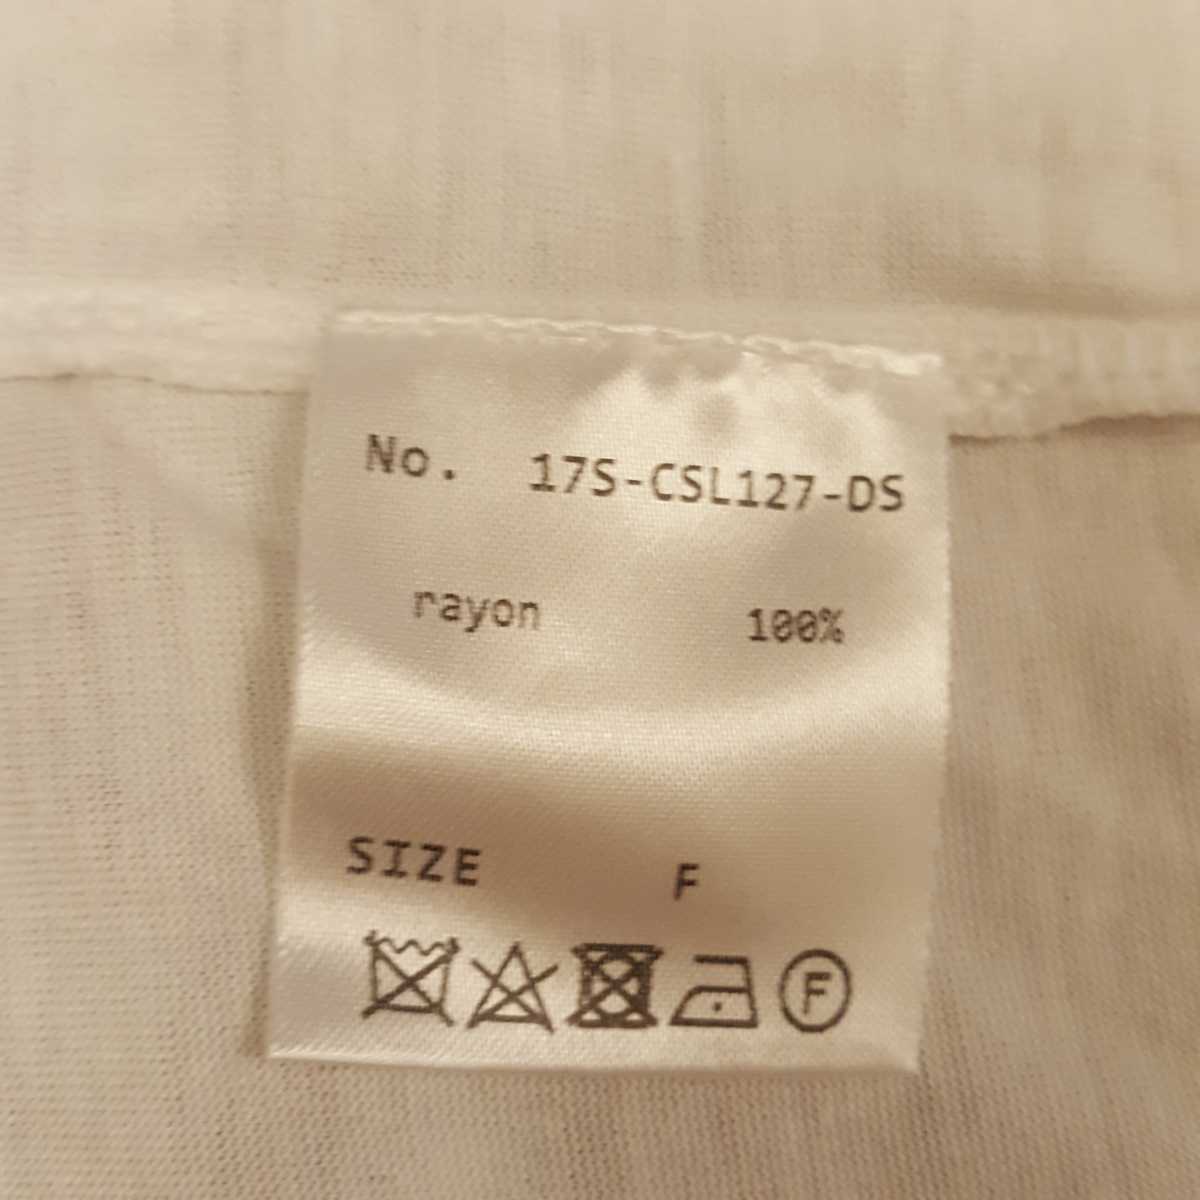 No. 17S-CSL127-DS
rayon 100%
SIZE F
F